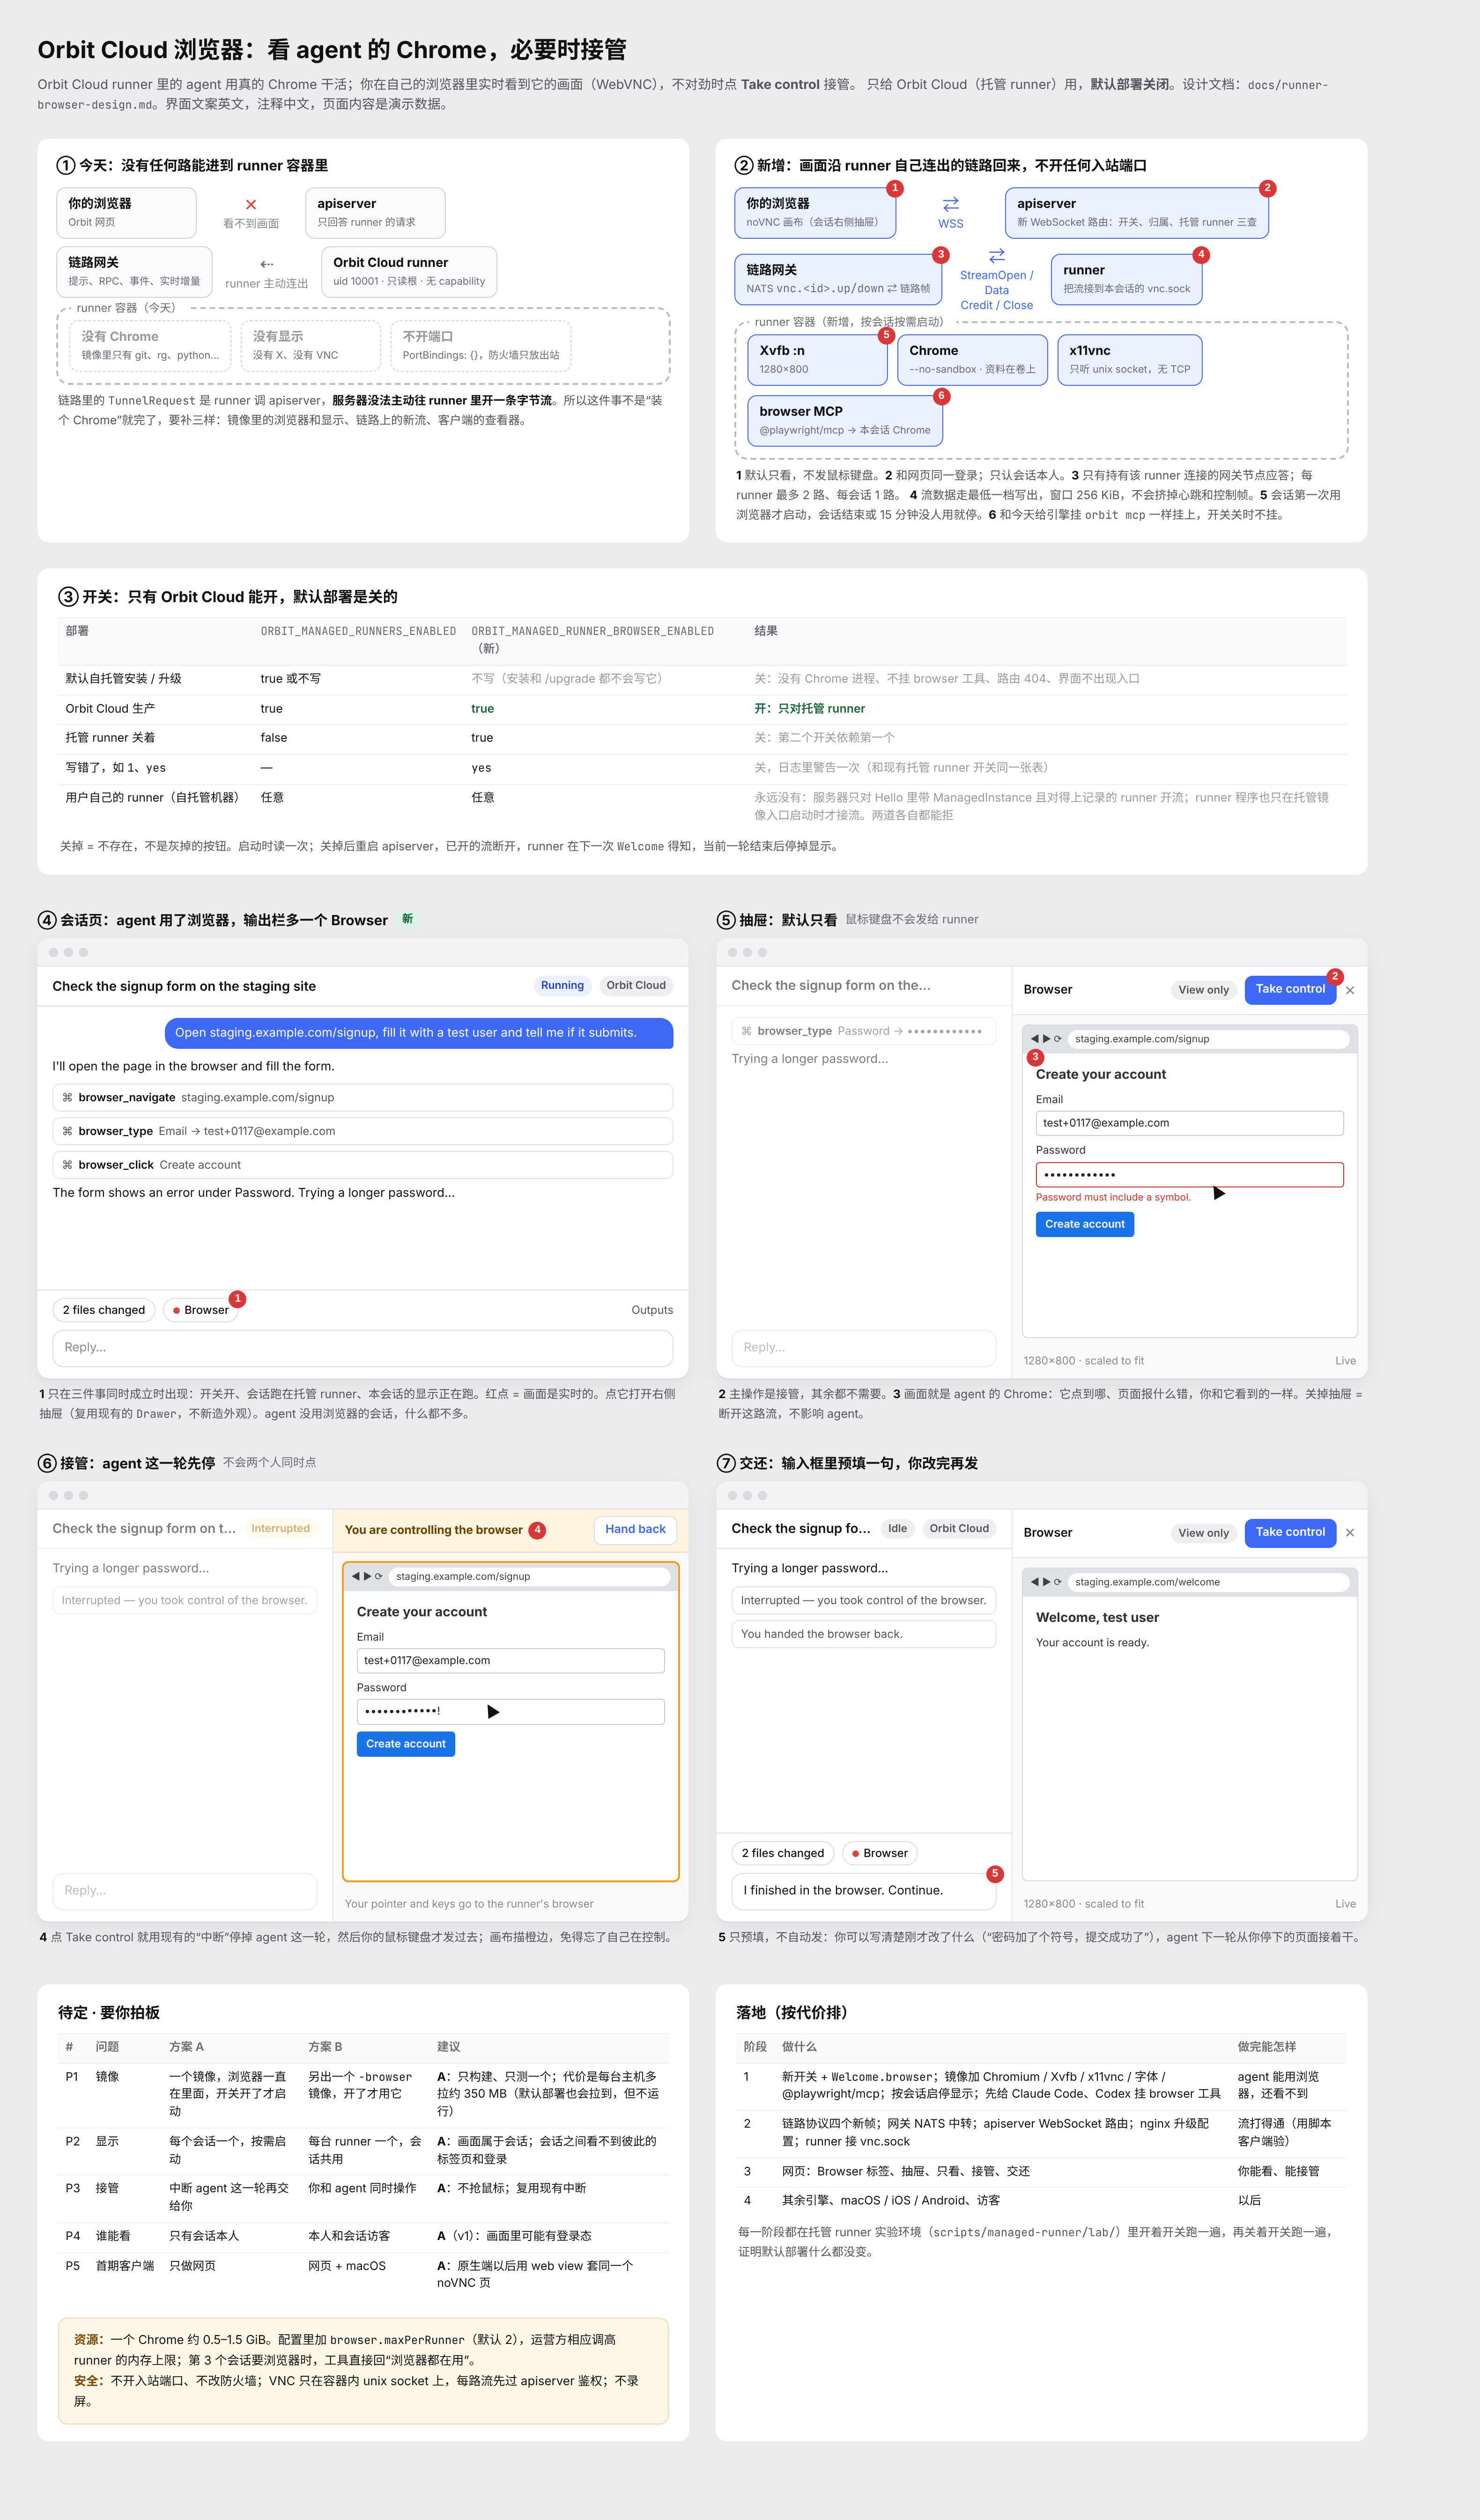 Orbit Cloud 浏览器：看 agent 的 Chrome，必要时接管
Orbit Cloud runner 里的 agent 用真的 Chrome 干活；你在自己的浏览器里实时看到它的画面（WebVNC），不对劲时点 Take control 接管。 只给 Orbit Cloud（托管 runner）用，默认部署关闭。设计文档：docs/runner-
browser-design.md。界面文案英文，注释中文，页面内容是演示数据。
① 今天：没有任何路能进到 runner 容器里
你的浏览器
Orbit 网页
✕
看不到画面
apiserver
只回答 runner 的请求
链路网关
提示、RPC、事件、实时增量
⇠
runner 主动连出
Orbit Cloud runner
uid 10001 · 只读根 · 无 capability
runner 容器（今天）
没有 Chrome
镜像里只有 git、rg、python…
没有显示
没有 X、没有 VNC
不开端口
PortBindings: {}，防火墙只放出站
链路里的 TunnelRequest 是 runner 调 apiserver，服务器没法主动往 runner 里开一条字节流。所以这件事不是“装
个 Chrome”就完了，要补三样：镜像里的浏览器和显示、链路上的新流、客户端的查看器。
② 新增：画面沿 runner 自己连出的链路回来，不开任何入站端口
你的浏览器
noVNC 画布（会话右侧抽屉）
1
⇄
WSS
apiserver
新 WebSocket 路由：开关、归属、托管 runner 三查
2
链路网关
NATS vnc.<id>.up/down ⇄ 链路帧
3
⇄
StreamOpen /
Data
Credit / Close
runner
把流接到本会话的 vnc.sock
4
runner 容器（新增，按会话按需启动）
Xvfb :n
1280×800
5
Chrome
--no-sandbox · 资料在卷上
x11vnc
只听 unix socket，无 TCP
browser MCP
@playwright/mcp → 本会话 Chrome
6
1 默认只看，不发鼠标键盘。2 和网页同一登录；只认会话本人。3 只有持有该 runner 连接的网关节点应答；每
runner 最多 2 路、每会话 1 路。 4 流数据走最低一档写出，窗口 256 KiB，不会挤掉心跳和控制帧。5 会话第一次用
浏览器才启动，会话结束或 15 分钟没人用就停。6 和今天给引擎挂 orbit mcp 一样挂上，开关关时不挂。
③ 开关：只有 Orbit Cloud 能开，默认部署是关的
部署 ORBIT_MANAGED_RUNNERS_ENABLED ORBIT_MANAGED_RUNNER_BROWSER_ENABLED 结果
（新）
默认自托管安装 / 升级 true 或不写 不写（安装和 /upgrade 都不会写它） 关：没有 Chrome 进程、不挂 browser 工具、路由 404、界面不出现入口
Orbit Cloud 生产 true true 开：只对托管 runner
托管 runner 关着 false true 关：第二个开关依赖第一个
写错了，如 1、yes — yes 关，日志里警告一次（和现有托管 runner 开关同一张表）
用户自己的 runner（自托管机器） 任意 任意 永远没有：服务器只对 Hello 里带 ManagedInstance 且对得上记录的 runner 开流；runner 程序也只在托管镜
像入口启动时才接流。两道各自都能拒
关掉 = 不存在，不是灰掉的按钮。启动时读一次；关掉后重启 apiserver，已开的流断开，runner 在下一次 Welcome 得知，当前一轮结束后停掉显示。
④ 会话页：agent 用了浏览器，输出栏多一个 Browser 新
Check the signup form on the staging site Running Orbit Cloud
Open staging.example.com/signup, fill it with a test user and tell me if it submits.
I'll open the page in the browser and fill the form.
⌘ browser_navigate staging.example.com/signup
⌘ browser_type Email → test+0117@example.com
⌘ browser_click Create account
The form shows an error under Password. Trying a longer password…
2 files changed Browser 1 Outputs
Reply…
1 只在三件事同时成立时出现：开关开、会话跑在托管 runner、本会话的显示正在跑。红点 = 画面是实时的。点它打开右侧
抽屉（复用现有的 Drawer，不新造外观）。agent 没用浏览器的会话，什么都不多。
⑤ 抽屉：默认只看 鼠标键盘不会发给 runner
Check the signup form on the…
⌘ browser_type Password → ••••••••••••
Trying a longer password…
Reply…
Browser View only Take control 2 ✕
◀ ▶ ⟳ staging.example.com/signup
3
Create your account
Email
test+0117@example.com
Password
••••••••••••
Password must include a symbol.
Create account
1280×800 · scaled to fit Live
2 主操作是接管，其余都不需要。3 画面就是 agent 的 Chrome：它点到哪、页面报什么错，你和它看到的一样。关掉抽屉 =
断开这路流，不影响 agent。
⑥ 接管：agent 这一轮先停 不会两个人同时点
Check the signup form on t… Interrupted
Trying a longer password…
Interrupted — you took control of the browser.
Reply…
You are controlling the browser 4 Hand back
◀ ▶ ⟳ staging.example.com/signup
Create your account
Email
test+0117@example.com
Password
••••••••••••!
Create account
Your pointer and keys go to the runner's browser
4 点 Take control 就用现有的“中断”停掉 agent 这一轮，然后你的鼠标键盘才发过去；画布描橙边，免得忘了自己在控制。
⑦ 交还：输入框里预填一句，你改完再发
Check the signup fo… Idle Orbit Cloud
Trying a longer password…
Interrupted — you took control of the browser.
You handed the browser back.
2 files changed Browser
I finished in the browser. Continue.
5
Browser View only Take control ✕
◀ ▶ ⟳ staging.example.com/welcome
Welcome, test user
Your account is ready.
1280×800 · scaled to fit Live
5 只预填，不自动发：你可以写清楚刚才改了什么（“密码加了个符号，提交成功了”），agent 下一轮从你停下的页面接着干。
待定 · 要你拍板
# 问题 方案 A 方案 B 建议
P1 镜像 一个镜像，浏览器一直 另出一个 -browser A：只构建、只测一个；代价是每台主机多
在里面，开关开了才启 镜像，开了才用它 拉约 350 MB（默认部署也会拉到，但不运
动 行）
P2 显示 每个会话一个，按需启 每台 runner 一个，会 A：画面属于会话；会话之间看不到彼此的
动 话共用 标签页和登录
P3 接管 中断 agent 这一轮再交 你和 agent 同时操作 A：不抢鼠标；复用现有中断
给你
P4 谁能看 只有会话本人 本人和会话访客 A（v1）：画面里可能有登录态
P5 首期客户端 只做网页 网页 + macOS A：原生端以后用 web view 套同一个
noVNC 页
资源：一个 Chrome 约 0.5–1.5 GiB。配置里加 browser.maxPerRunner（默认 2），运营方相应调高
runner 的内存上限；第 3 个会话要浏览器时，工具直接回“浏览器都在用”。
安全：不开入站端口、不改防火墙；VNC 只在容器内 unix socket 上，每路流先过 apiserver 鉴权；不录
屏。
落地（按代价排）
阶段 做什么 做完能怎样
1 新开关 + Welcome.browser；镜像加 Chromium / Xvfb / x11vnc / 字体 / agent 能用浏览
@playwright/mcp；按会话启停显示；先给 Claude Code、Codex 挂 browser 工具 器，还看不到
2 链路协议四个新帧；网关 NATS 中转；apiserver WebSocket 路由；nginx 升级配 流打得通（用脚本
置；runner 接 vnc.sock 客户端验）
3 网页：Browser 标签、抽屉、只看、接管、交还 你能看、能接管
4 其余引擎、macOS / iOS / Android、访客 以后
每一阶段都在托管 runner 实验环境（scripts/managed-runner/lab/）里开着开关跑一遍，再关着开关跑一遍，
证明默认部署什么都没变。